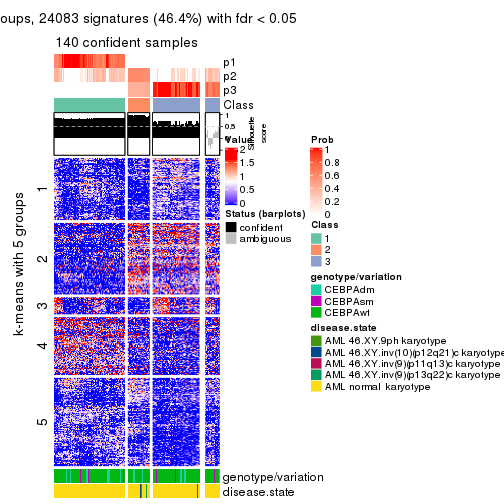 oups, 24083 signatures (46.4%) with fdr < 0.05
140 confident samples
p1
p2
p3
Class
1
0.5
0
Silhouette
score
k-means with 5 groups
1
2
3
4
5
genotype/variation
disease.state
Value
2
1.5
1
0.5
0
Status (barplots)
confident
ambiguous
Prob
1
0.8
0.6
0.4
0.2
0
Class
1
2
3
genotype/variation
CEBPAdm
CEBPAsm
CEBPAwt
disease.state
AML 46.XY.9ph karyotype
AML 46.XY.inv(10)(p12q21)c karyotype
AML 46.XY.inv(9)(p11q13)c karyotype
AML 46.XY.inv(9)(p13q22)c karyotype
AML normal karyotype